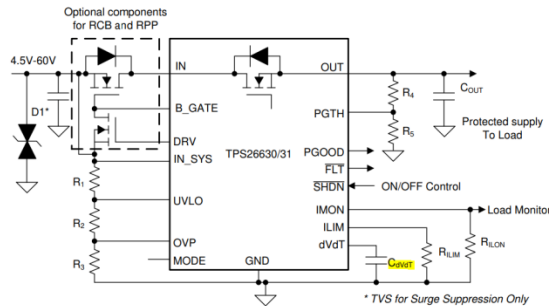 Optional components
for RCB and RPP
4.5V-60V
IN
OUT
COUT
D1*
B_GATE
PGTH
R4
R5
Protected supply
To Load
DRV
IN_SYS
TPS26630/31
PGOOD
FLT
R1
SHDN
ON/OFF Control
UVLO
IMON
Load Monitor
R2
ILIM
OVP
dVdT
CdVdT
RILIM
RILON
R3
MODE
GND
* TVS for Surge Suppression Only